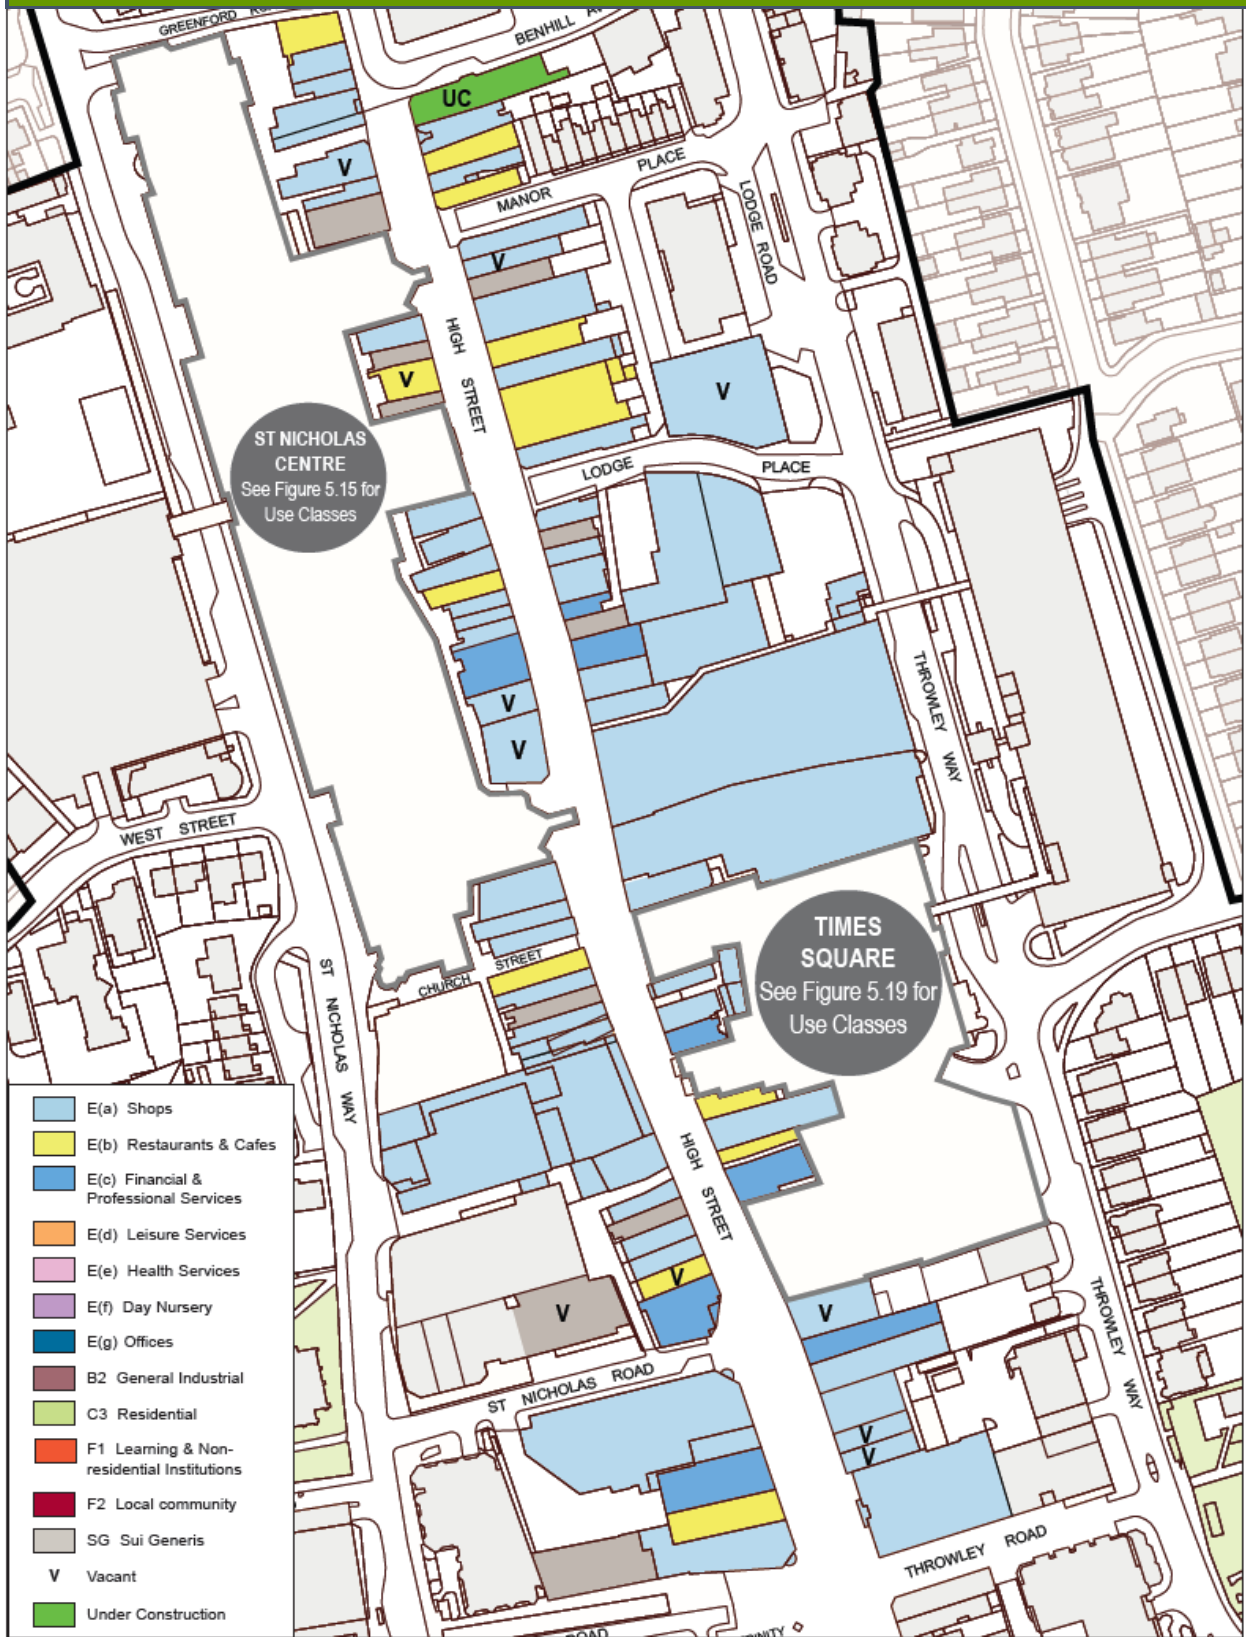 GREENFORD
BENHILL
UC
V
PLACE
MANOR
LODGE ROAD
V
HIGH STREET
V
V
ST NICHOLAS
CENTRE
See Figure 5.15 for
Use Classes
LODGE PLACE
THROWLEY WAY
V
V
WEST STREET
TIMES
SQUARE
See Figure 5.19 for
Use Classes
CHURCH STREET
ST NICHOLAS WAY
HIGH STREET
V
V
V
THROWLEY WAY
ST NICHOLAS ROAD
V
V
THROWLEY ROAD
ROAD
E(a) Shops
E(b) Restaurants & Cafes
E(c) Financial &
Professional Services
E(d) Leisure Services
E(e) Health Services
E(f) Day Nursery
E(g) Offices
B2 General Industrial
C3 Residential
F1 Learning & Non-
residential Institutions
F2 Local community
SG Sui Generis
V Vacant
Under Construction